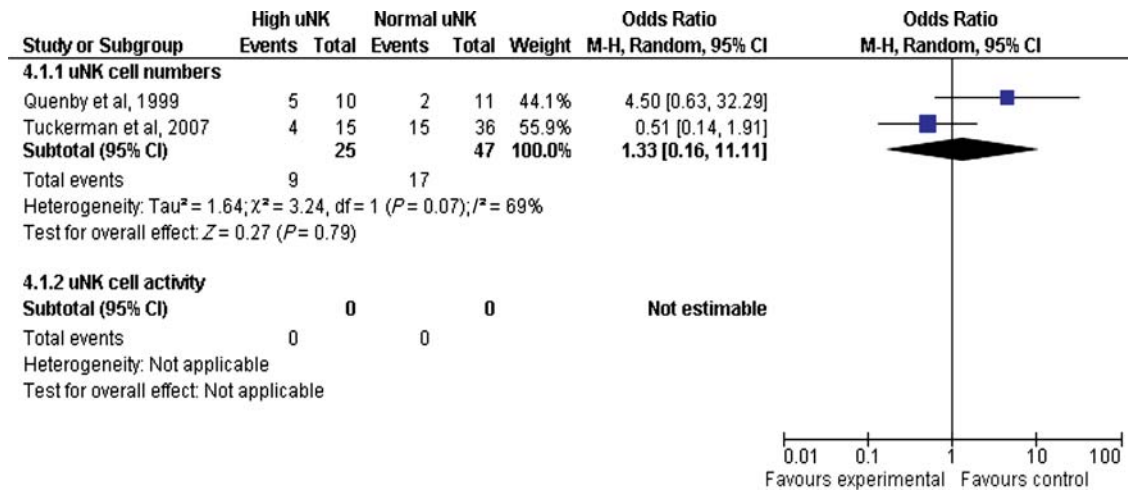 High uNK Normal uNK Odds Ratio Odds Ratio
Study or Subgroup Events Total Events Total Weight M-H, Random, 95% CI M-H, Random, 95% CI
4.1.1 uNK cell numbers
Quenby et al, 1999 5 10 2 11 44.1% 4.50 [0.63, 32.29]
Tuckerman et al, 2007 4 15 15 36 55.9% 0.51 [0.14, 1.91]
Subtotal (95% CI) 25 47 100.0% 1.33 [0.16, 11.11]
Total events 9 17
Heterogeneity: Tau² = 1.64; χ² = 3.24, df = 1 (P = 0.07); I² = 69%
Test for overall effect: Z = 0.27 (P = 0.79)
4.1.2 uNK cell activity
Subtotal (95% CI) 0 0 Not estimable
Total events 0 0
Heterogeneity: Not applicable
Test for overall effect: Not applicable
0.01 0.1 1 10 100
Favours experimental Favours control